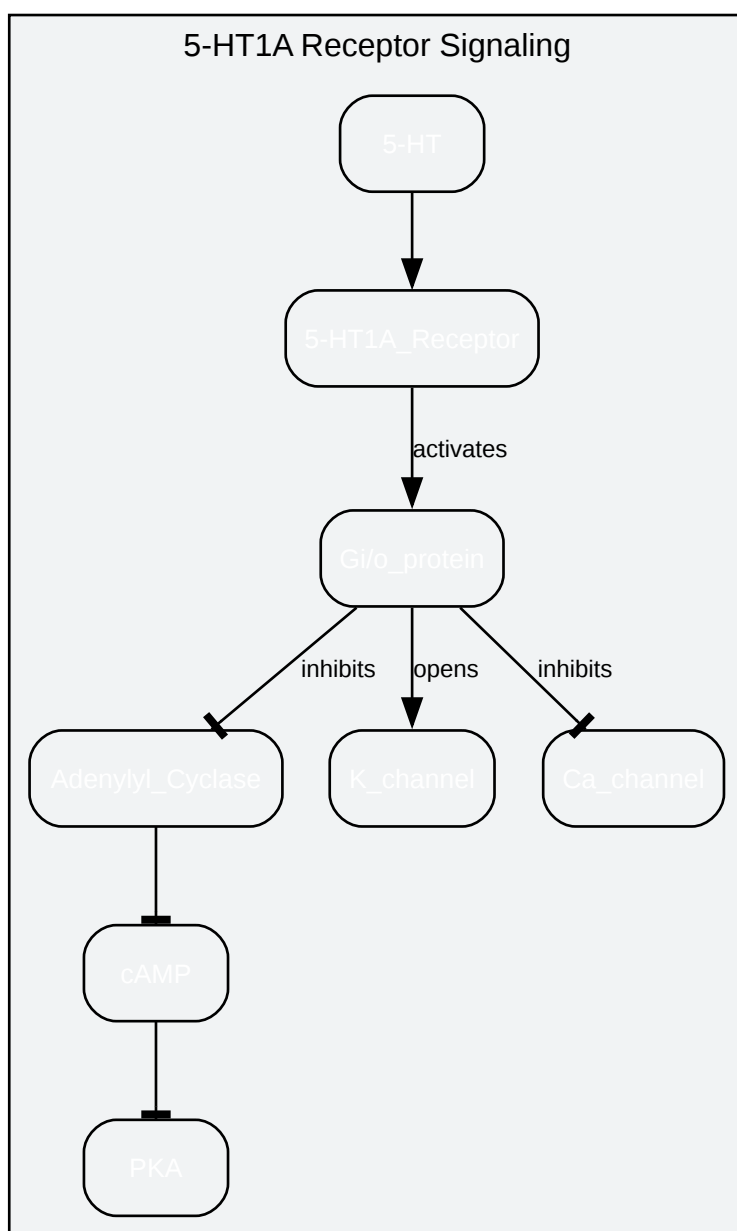 5-HT1A Receptor Signaling
5-HT
5-HT1A_Receptor
activates
Gi/o_protein
inhibits
opens
inhibits
Adenylyl_Cyclase
K_channel
Ca_channel
cAMP
PKA